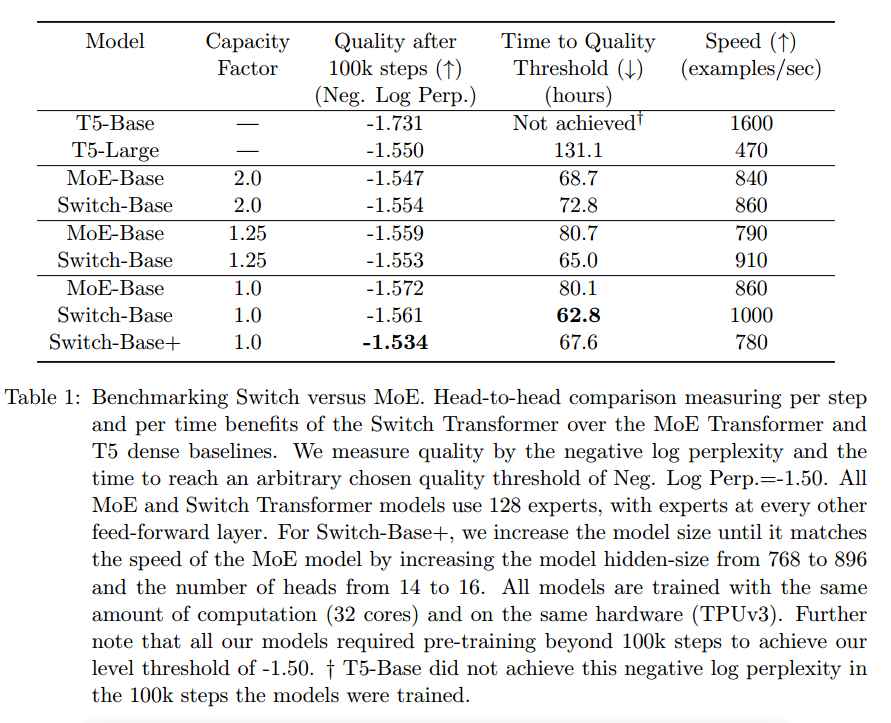 Model Capacity Quality after Time to Quality Speed (↑)
Factor 100k steps (↑) Threshold (↓) (examples/sec)
(Neg. Log Perp.) (hours)
T5-Base — -1.731 Not achieved† 1600
T5-Large — -1.550 131.1 470
MoE-Base 2.0 -1.547 68.7 840
Switch-Base 2.0 -1.554 72.8 860
MoE-Base 1.25 -1.559 80.7 790
Switch-Base 1.25 -1.553 65.0 910
MoE-Base 1.0 -1.572 80.1 860
Switch-Base 1.0 -1.561 62.8 1000
Switch-Base+ 1.0 -1.534 67.6 780
Table 1: Benchmarking Switch versus MoE. Head-to-head comparison measuring per step
and per time benefits of the Switch Transformer over the MoE Transformer and
T5 dense baselines. We measure quality by the negative log perplexity and the
time to reach an arbitrary chosen quality threshold of Neg. Log Perp.=-1.50. All
MoE and Switch Transformer models use 128 experts, with experts at every other
feed-forward layer. For Switch-Base+, we increase the model size until it matches
the speed of the MoE model by increasing the model hidden-size from 768 to 896
and the number of heads from 14 to 16. All models are trained with the same
amount of computation (32 cores) and on the same hardware (TPUv3). Further
note that all our models required pre-training beyond 100k steps to achieve our
level threshold of -1.50. † T5-Base did not achieve this negative log perplexity in
the 100k steps the models were trained.